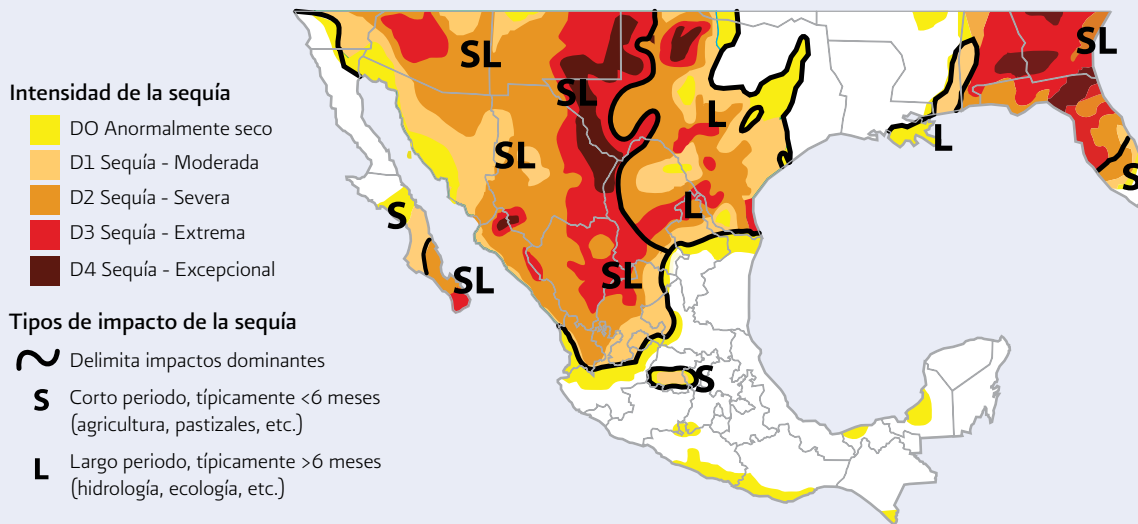 Intensidad de la sequía
DO Anormalmente seco
D1 Sequía - Moderada
D2 Sequía - Severa
D3 Sequía - Extrema
D4 Sequía - Excepcional
Tipos de impacto de la sequía
Delimita impactos dominantes
S Corto periodo, típicamente <6 meses
(agricultura, pastizales, etc.)
L Largo periodo, típicamente >6 meses
(hidrología, ecología, etc.)
SL
SL
SL
L
L
SL
S
L
S
SL
SL
S